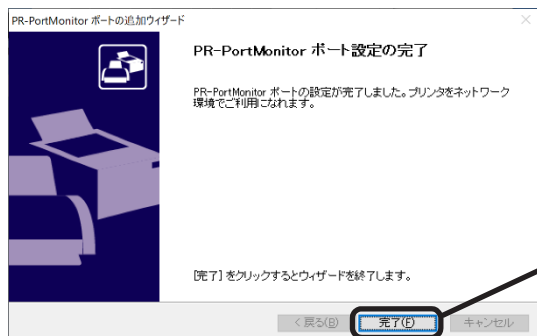 PR-PortMonitor ポートの追加ウィザード
PR-PortMonitor ポート設定の完了
PR-PortMonitor ポートの設定が完了しました。プリンタをネットワーク
環境でご利用になれます。
[完了] をクリックするとウィザードを終了します。
< 戻る(B) 完了(F) キャンセル